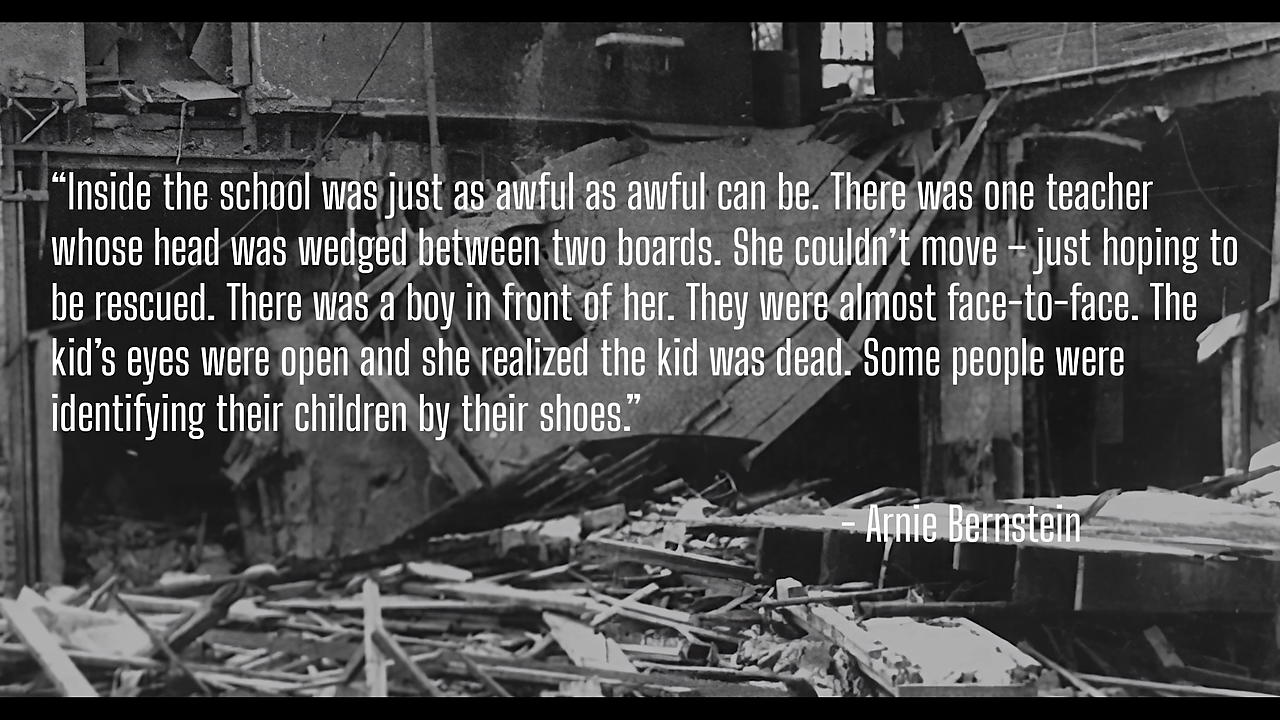 “Inside the school was just as awful as awful can be. There was one teacher
whose head was wedged between two boards. She couldn’t move – just hoping to
be rescued. There was a boy in front of her. They were almost face-to-face. The
kid’s eyes were open and she realized the kid was dead. Some people were
identifying their children by their shoes.”
- Arnie Bernstein